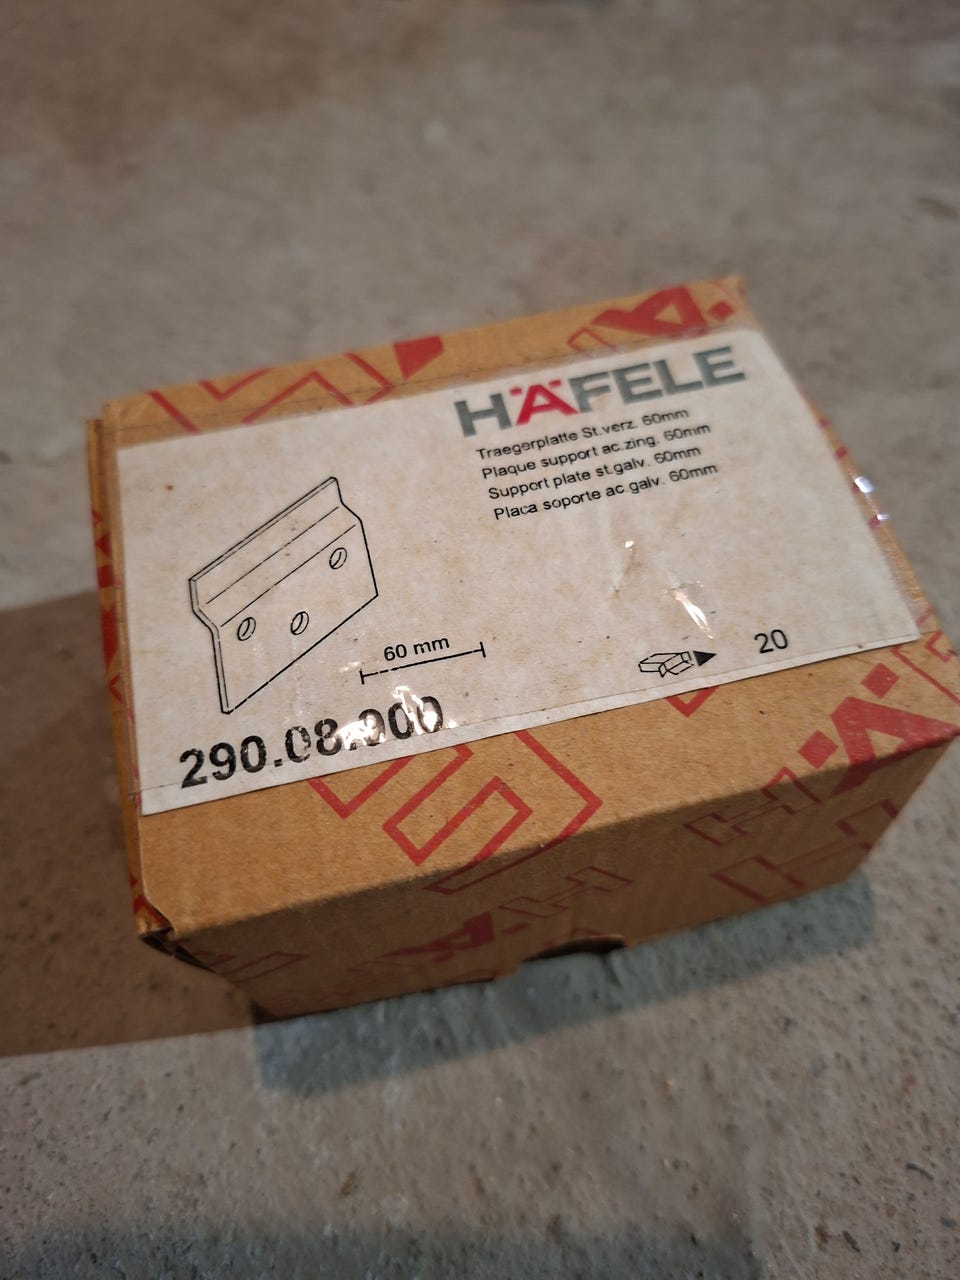 HÄFELE
Traegerplatte St.verz. 60mm
Plaque support ac.zing. 60mm
Support plate st.galv. 60mm
Placa soporte ac.galv. 60mm
60 mm
20
290.08.900